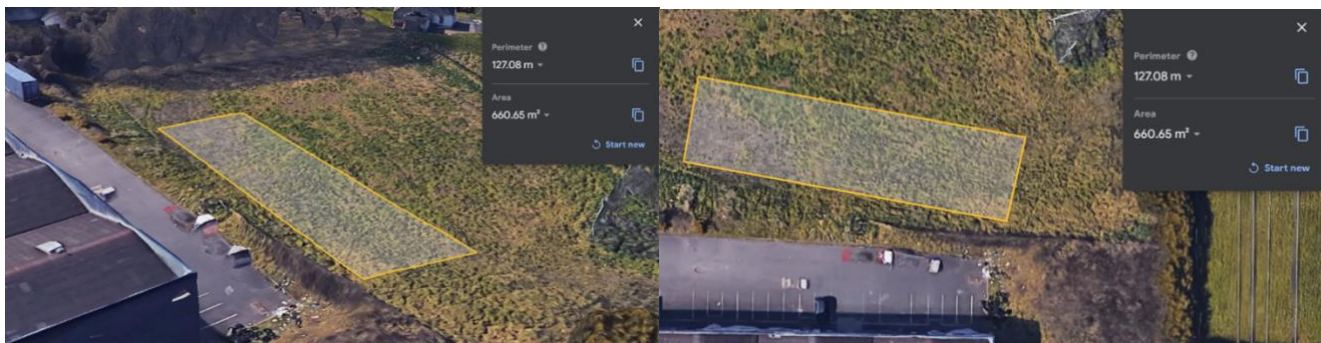 Perimeter
127.08 m
Area
660.65 m²
Start new
Perimeter
127.08 m
Area
660.65 m²
Start new